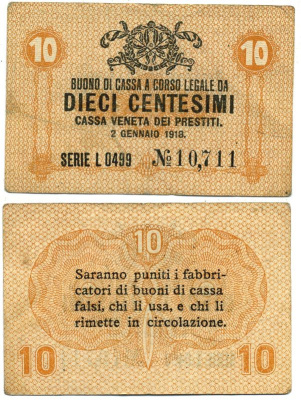 10 10
BUONO DI CASSA A CORSO LEGALE DA
DIECI CENTESIMI
CASSA VENETA DEI PRESTITI.
2 GENNAIO 1918.
SERIE L 0499 № 10,711
10
Saranno puniti i fabbri-
catori di buoni di cassa
falsi, chi li usa, e chi li
rimette in circolazione.
10 10